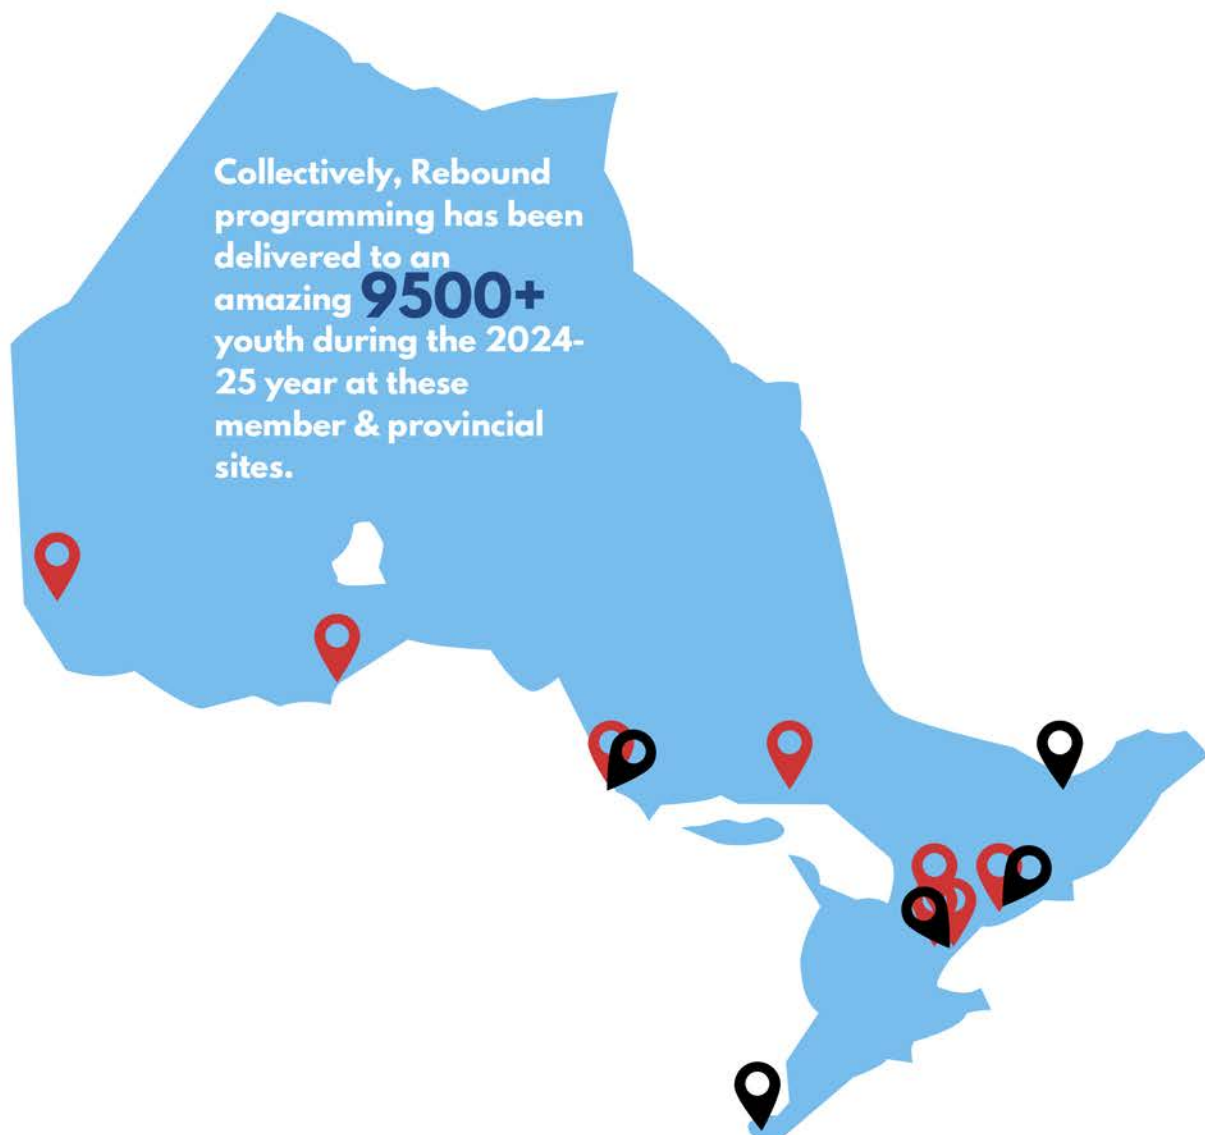 Collectively, Rebound
programming has been
delivered to an
amazing 9500+
youth during the 2024-
25 year at these
member & provincial
sites.